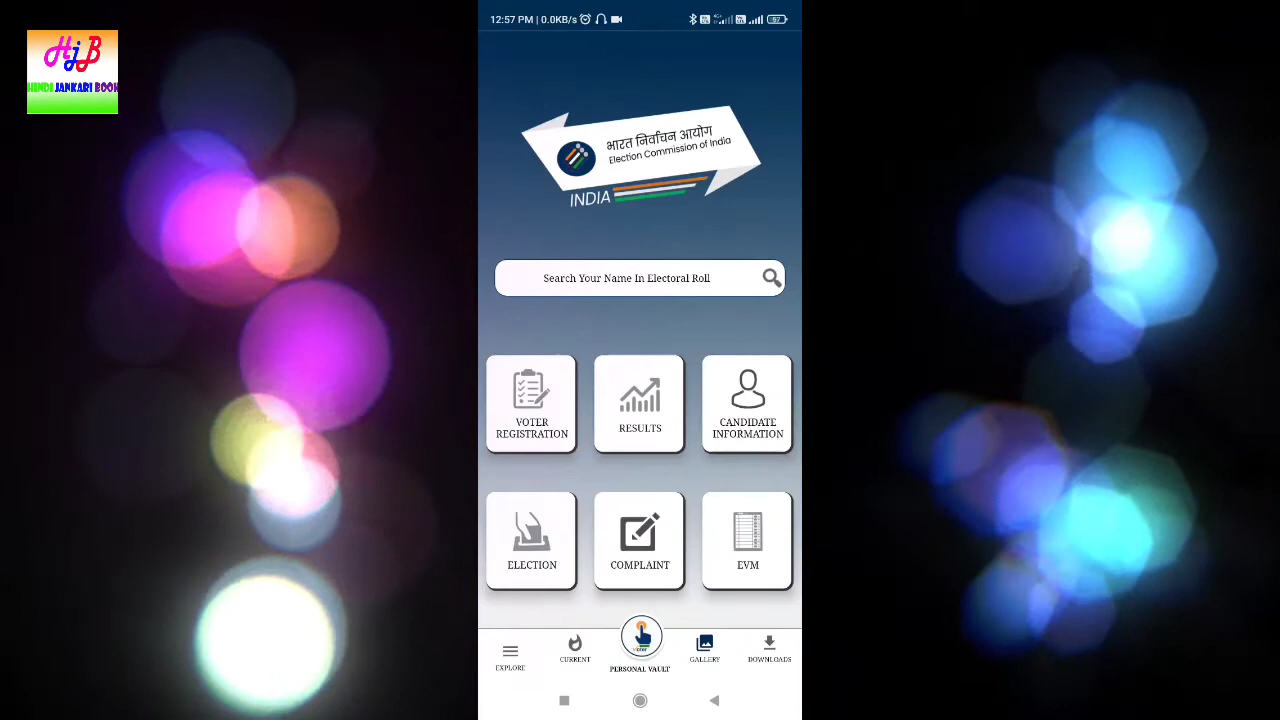 HjB
HINDI JANKARI BOOK
12:57 PM | 0.0KB/s
57
भारत निर्वाचन आयोग
Election Commission of India
INDIA
Search Your Name In Electoral Roll
VOTER
REGISTRATION
RESULTS
CANDIDATE
INFORMATION
ELECTION
COMPLAINT
EVM
EXPLORE
CURRENT
PERSONAL VAULT
GALLERY
DOWNLOADS